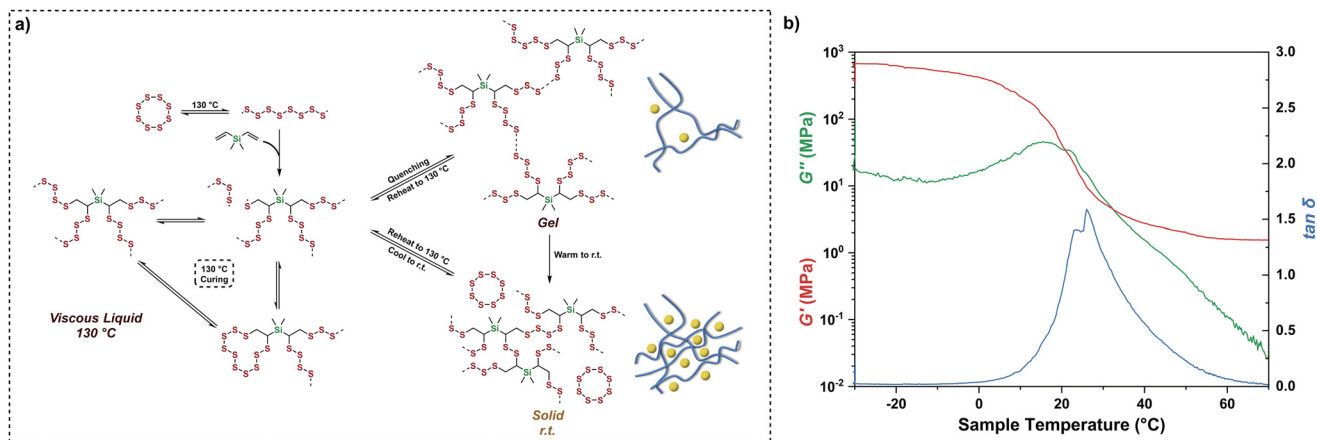 a)
130 °C
Quenching
Reheat to 130 °C
Gel
Reheat to 130 °C
Cool to r.t.
Warm to r.t.
130 °C
Curing
Viscous Liquid
130 °C
Solid
r.t.
b)
G' (MPa)
G'' (MPa)
10³
10²
10¹
10⁰
10⁻¹
10⁻²
-20
0
20
40
60
Sample Temperature (°C)
3.0
2.5
2.0
1.5
1.0
0.5
0.0
tan δ